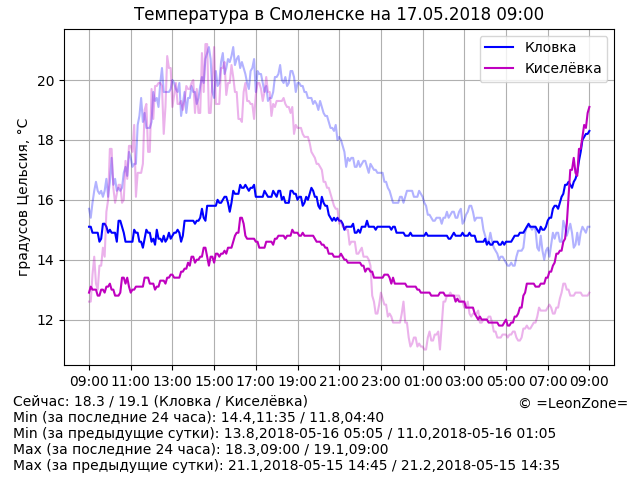 Температура в Смоленске на 17.05.2018 09:00
Кловка
Киселёвка
градусов Цельсия, °C
20
18
16
14
12
09:00 11:00 13:00 15:00 17:00 19:00 21:00 23:00 01:00 03:00 05:00 07:00 09:00
Сейчас: 18.3 / 19.1 (Кловка / Киселёвка)
© =LeonZone=
Min (за последние 24 часа): 14.4,11:35 / 11.8,04:40
Min (за предыдущие сутки): 13.8,2018-05-16 05:05 / 11.0,2018-05-16 01:05
Max (за последние 24 часа): 18.3,09:00 / 19.1,09:00
Max (за предыдущие сутки): 21.1,2018-05-15 14:45 / 21.2,2018-05-15 14:35